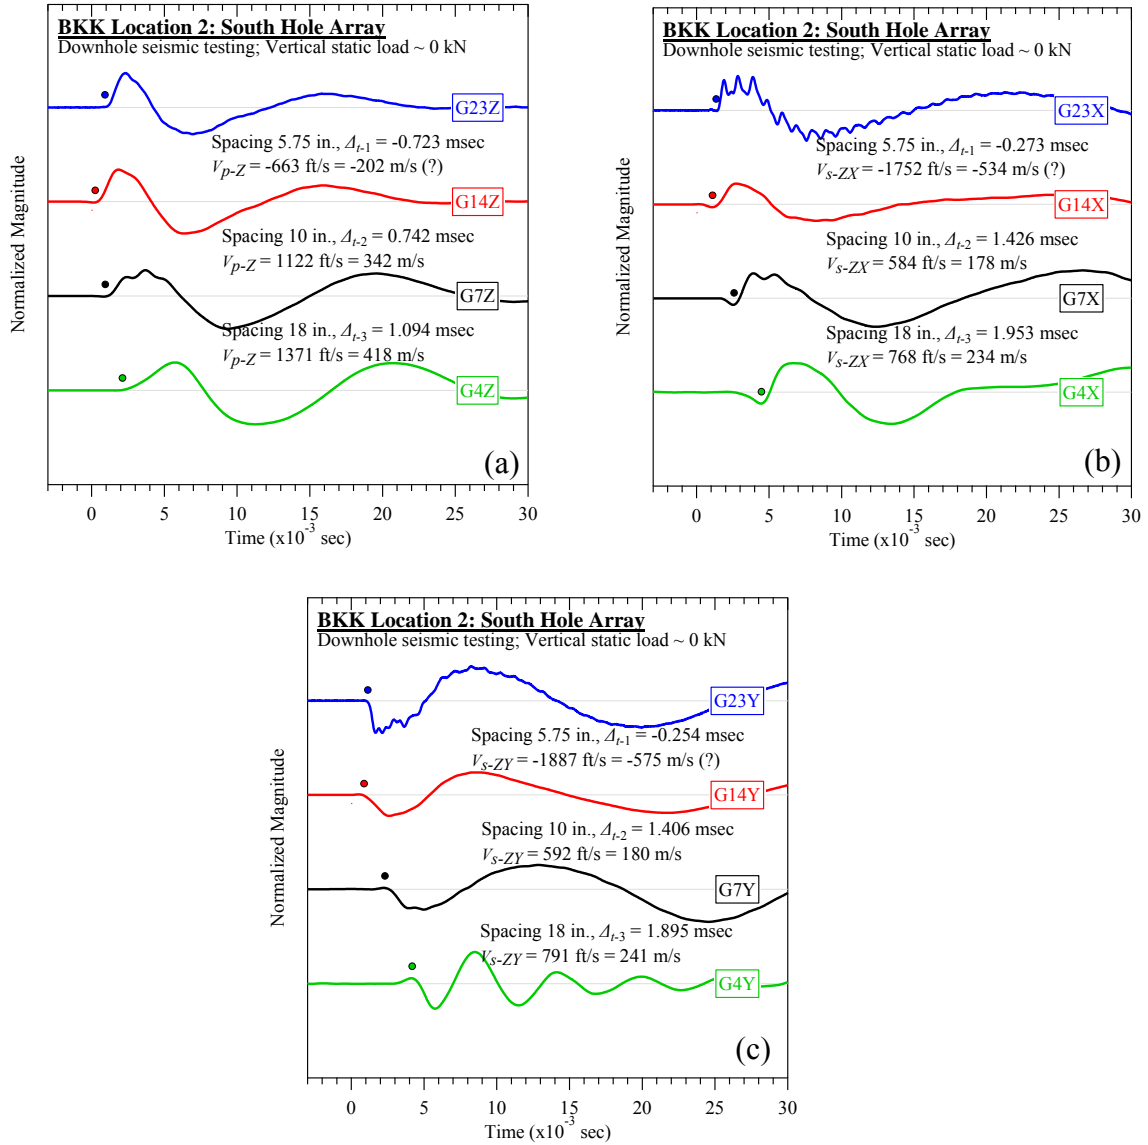 BKK Location 2: South Hole Array
Downhole seismic testing; Vertical static load ~ 0 kN
G23Z
Spacing 5.75 in., Δt-1 = -0.723 msec
Vp-Z = -663 ft/s = -202 m/s (?)
G14Z
Spacing 10 in., Δt-2 = 0.742 msec
Vp-Z = 1122 ft/s = 342 m/s
G7Z
Spacing 18 in., Δt-3 = 1.094 msec
Vp-Z = 1371 ft/s = 418 m/s
G4Z
(a)
Normalized Magnitude
0 5 10 15 20 25 30
Time (x10-3 sec)
BKK Location 2: South Hole Array
Downhole seismic testing; Vertical static load ~ 0 kN
G23X
Spacing 5.75 in., Δt-1 = -0.273 msec
Vs-ZX = -1752 ft/s = -534 m/s (?)
G14X
Spacing 10 in., Δt-2 = 1.426 msec
Vs-ZX = 584 ft/s = 178 m/s
G7X
Spacing 18 in., Δt-3 = 1.953 msec
Vs-ZX = 768 ft/s = 234 m/s
G4X
(b)
Normalized Magnitude
0 5 10 15 20 25 30
Time (x10-3 sec)
BKK Location 2: South Hole Array
Downhole seismic testing; Vertical static load ~ 0 kN
G23Y
Spacing 5.75 in., Δt-1 = -0.254 msec
Vs-ZY = -1887 ft/s = -575 m/s (?)
G14Y
Spacing 10 in., Δt-2 = 1.406 msec
Vs-ZY = 592 ft/s = 180 m/s
G7Y
Spacing 18 in., Δt-3 = 1.895 msec
Vs-ZY = 791 ft/s = 241 m/s
G4Y
(c)
Normalized Magnitude
0 5 10 15 20 25 30
Time (x10-3 sec)